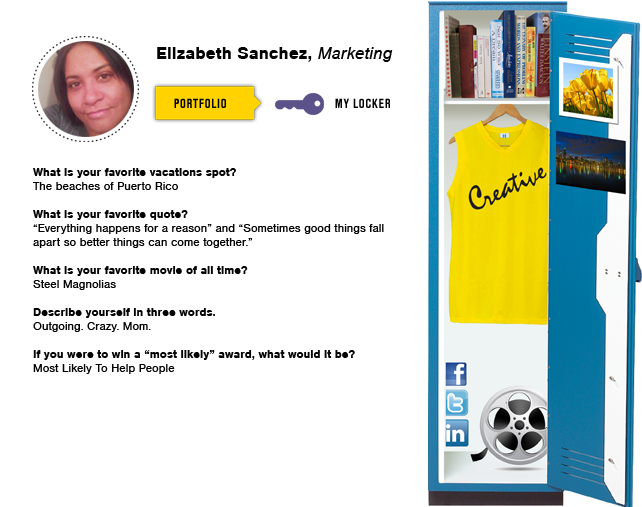 Elizabeth Sanchez, Marketing
PORTFOLIO
MY LOCKER
What is your favorite vacations spot?
The beaches of Puerto Rico
What is your favorite quote?
“Everything happens for a reason” and “Sometimes good things fall
apart so better things can come together.”
What is your favorite movie of all time?
Steel Magnolias
Describe yourself in three words.
Outgoing. Crazy. Mom.
If you were to win a “most likely” award, what would it be?
Most Likely To Help People
Creative
f
t
in